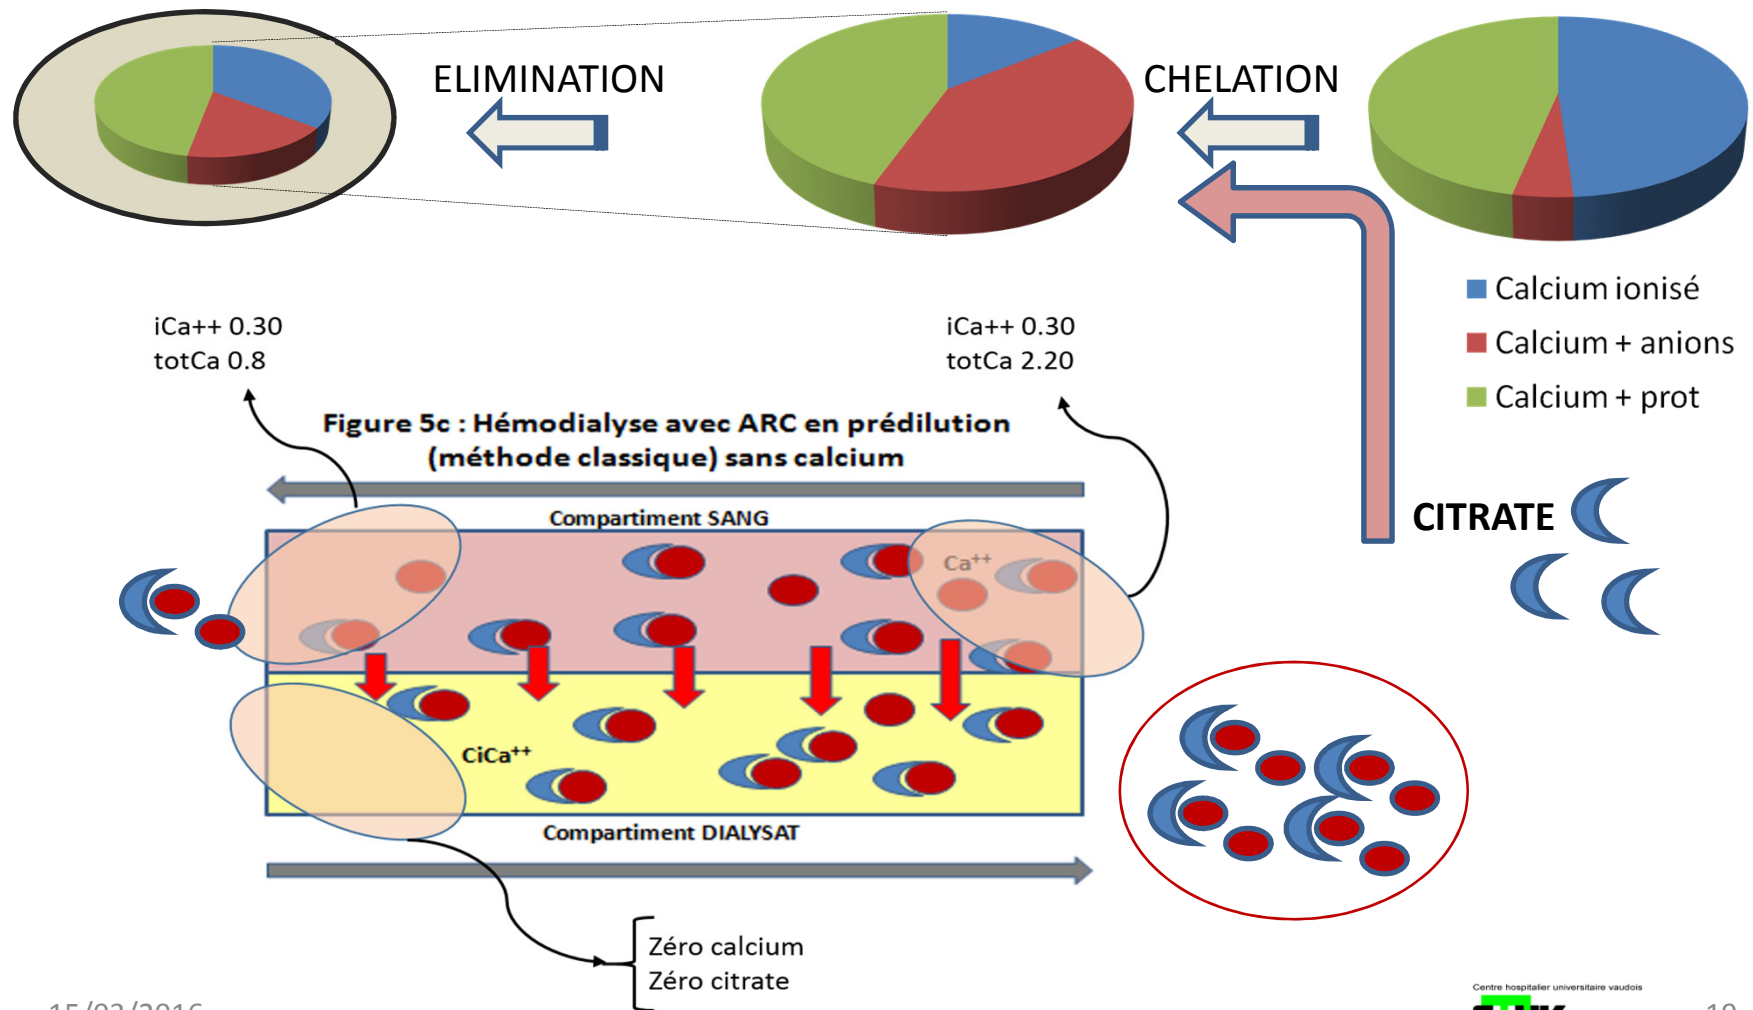 ELIMINATION
CHELATION
Calcium ionisé
Calcium + anions
Calcium + prot
iCa++ 0.30
totCa 0.8
iCa++ 0.30
totCa 2.20
Figure 5c : Hémodialyse avec ARC en prédilution
(méthode classique) sans calcium
Compartiment SANG
CITRATE
Ca++
CiCa++
Compartiment DIALYSAT
Zéro calcium
Zéro citrate
Centre hospitalier universitaire vaudois